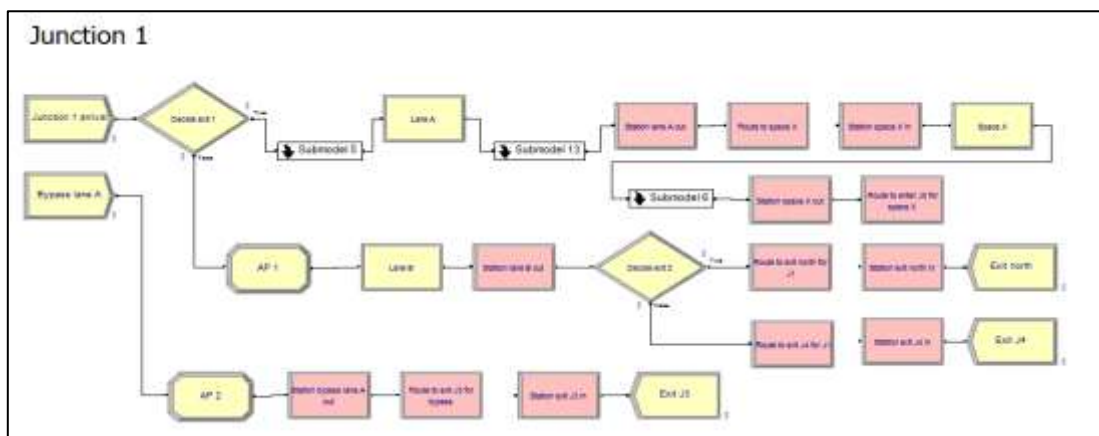 Junction 1
Junction 1 arrival
Decide exit 1
True
False
Submodel 5
Lane A
Submodel 13
Station lane A out
Route to space X
Station space X in
Space X
Bypass lane A
Submodel 6
Station space X out
Route to enter
space X
AP 1
Lane B
Station lane B out
Decide exit 2
True
False
Route to exit north for
J1
Station exit north in
Exit north
Route to exit J4 for J1
Station exit J4 in
Exit J4
AP 2
Station bypass lane A
out
Route to exit J3 for
bypass
Station exit J3 in